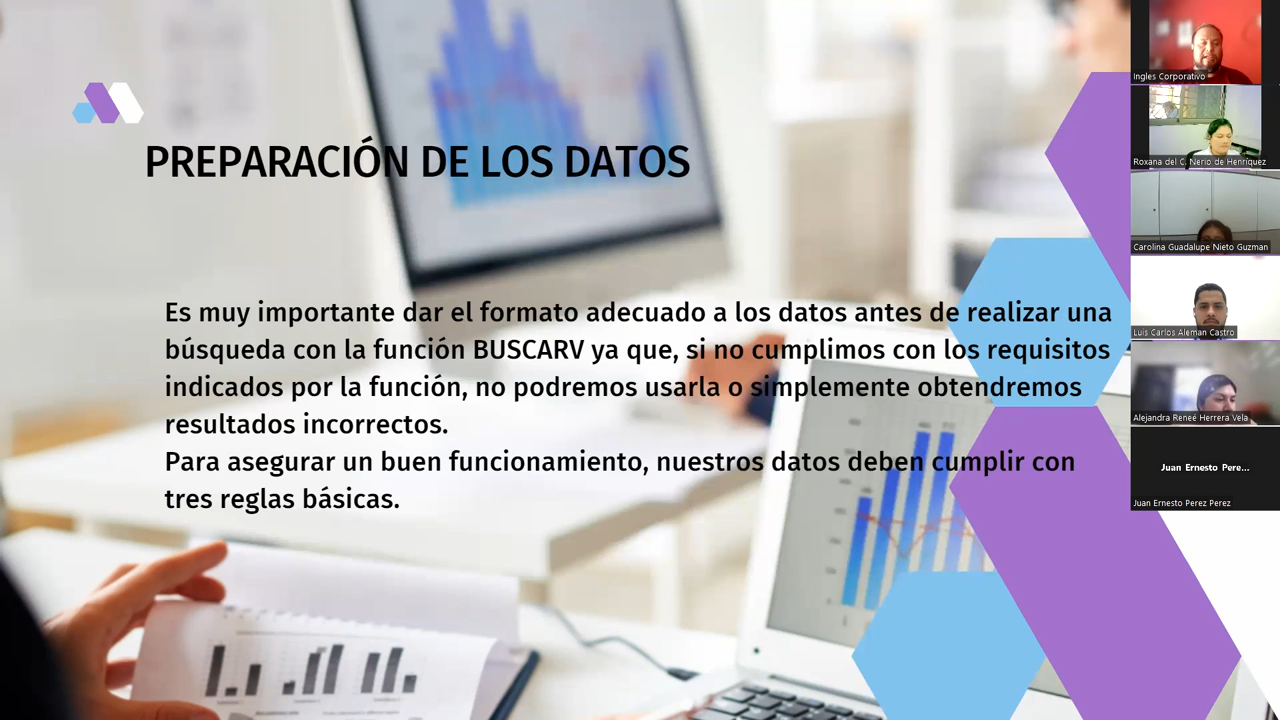 PREPARACIÓN DE LOS DATOS
Es muy importante dar el formato adecuado a los datos antes de realizar una
búsqueda con la función BUSCARV ya que, si no cumplimos con los requisitos
indicados por la función, no podremos usarla o simplemente obtendremos
resultados incorrectos.
Para asegurar un buen funcionamiento, nuestros datos deben cumplir con
tres reglas básicas.
Ingles Corporativo
Roxana del C. Nerio de Henríquez
Carolina Guadalupe Nieto Guzman
Luis Carlos Aleman Castro
Alejandra Reneé Herrera Vela
Juan Ernesto Pere...
Juan Ernesto Perez Perez